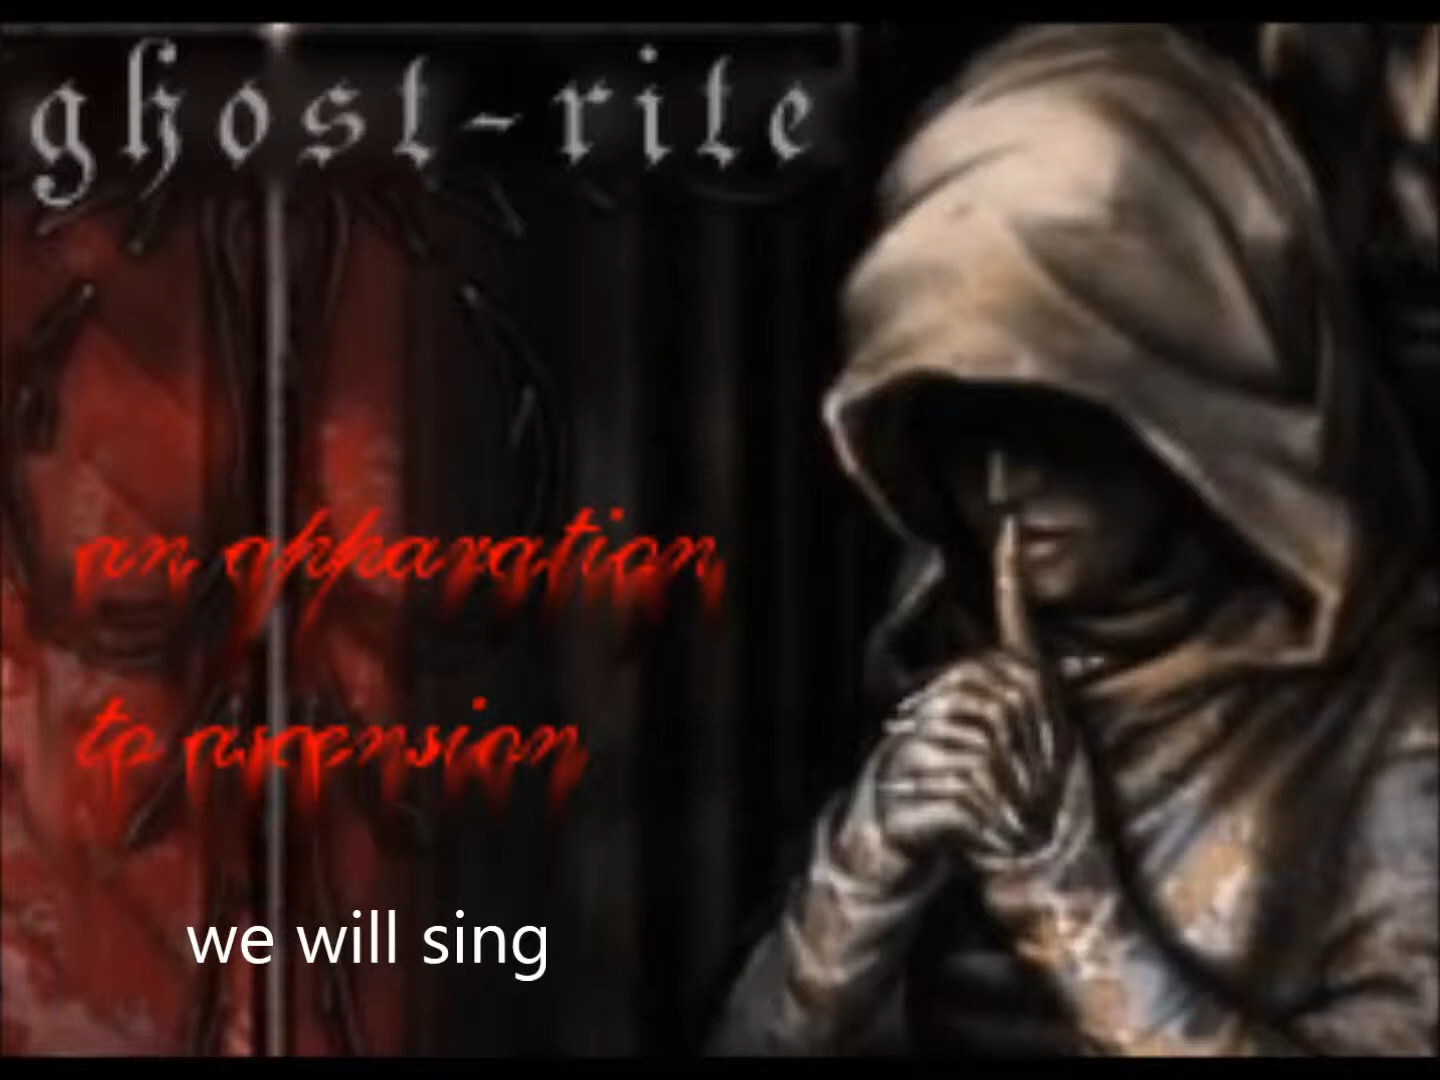 ghost-rite
an apparation
to ascension
we will sing